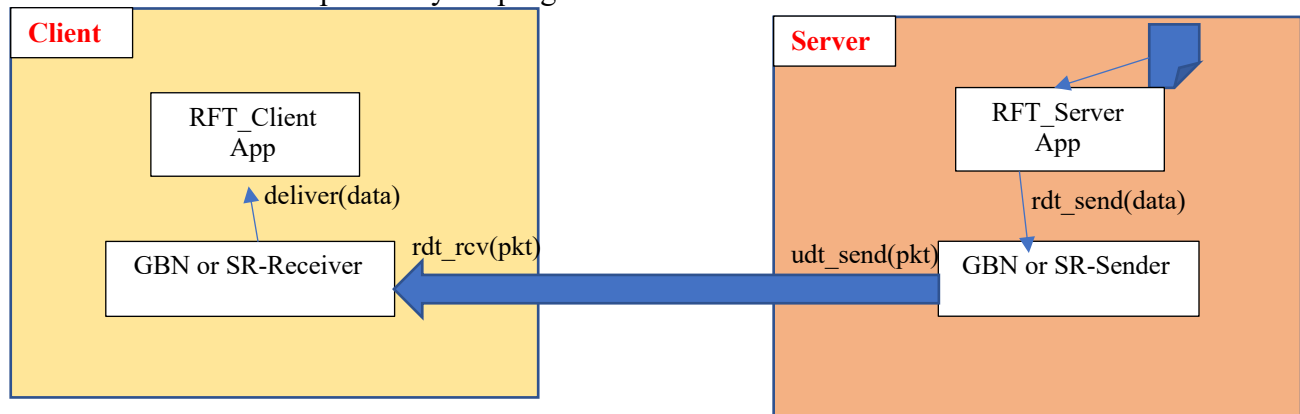 Client
Server
RFT_Client
App
RFT_Server
App
deliver(data)
rdt_send(data)
rdt_rcv(pkt)
udt_send(pkt)
GBN or SR-Receiver
GBN or SR-Sender